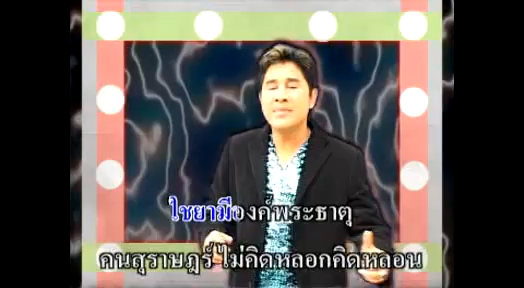 ไชยามีองค์พระธาตุ
คนสุราษฎร์ ไม่คิดหลอกคิดหลอน